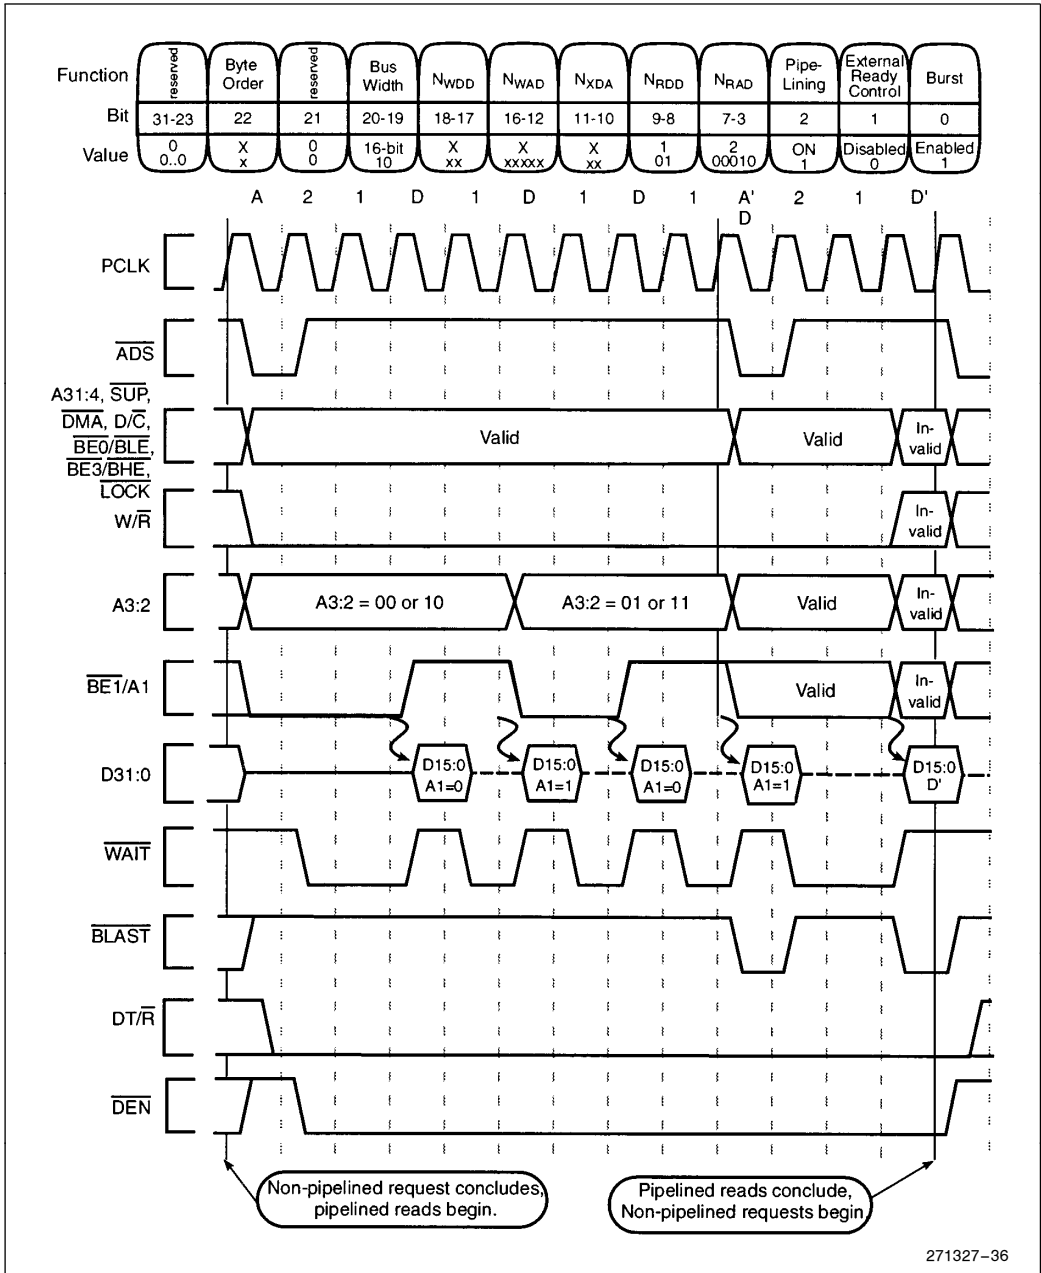 Function reserved Byte Order reserved Bus Width NWDD NWAD NXDA NRDD NRAD Pipe-Lining External Ready Control Burst
Bit 31-23 22 21 20-19 18-17 16-12 11-10 9-8 7-3 2 1 0
Value 0 X 0 16-bit X X X 1 2 ON Disabled Enabled
0..0 x 0 10 xx xxxxx xx 01 00010 1 0 1
A 2 1 D 1 D 1 D 1 A' 2 1 D'
D
PCLK
ADS
A31:4, SUP,
DMA, D/C,
BE0/BLE,
BE3/BHE,
LOCK
Valid Valid In-valid
W/R In-valid
A3:2 A3:2 = 00 or 10 A3:2 = 01 or 11 Valid In-valid
BE1/A1 Valid In-valid
D31:0 D15:0 D15:0 D15:0 D15:0 D15:0
A1=0 A1=1 A1=0 A1=1 D'
WAIT
BLAST
DT/R
DEN
Non-pipelined request concludes,
pipelined reads begin.
Pipelined reads conclude,
Non-pipelined requests begin
271327-36